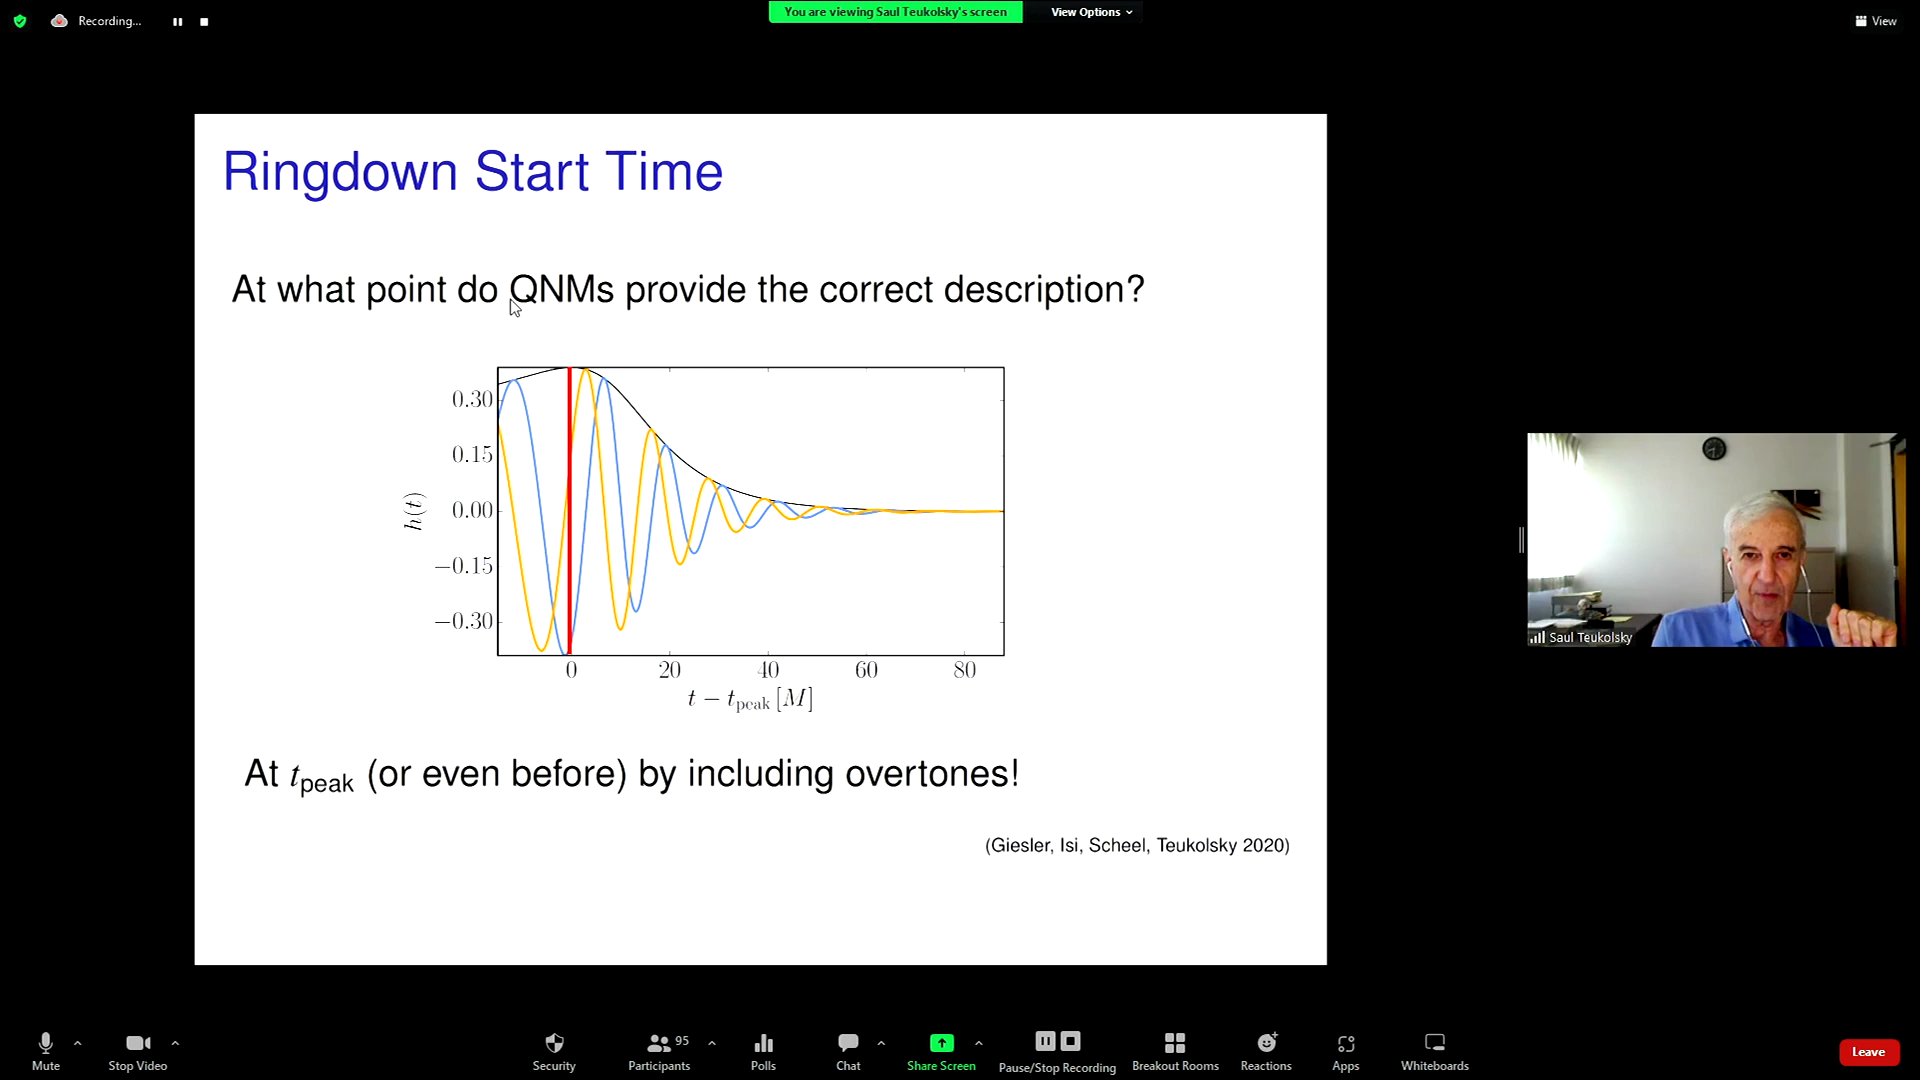 Recording...
You are viewing Saul Teukolsky's screen
View Options
View
Ringdown Start Time
At what point do QNMs provide the correct description?
0.30
0.15
0.00
−0.15
−0.30
h(t)
0 20 40 60 80
t − tpeak [M]
At tpeak (or even before) by including overtones!
(Giesler, Isi, Scheel, Teukolsky 2020)
Saul Teukolsky
95
Mute Stop Video Security Participants Polls Chat Share Screen Pause/Stop Recording Breakout Rooms Reactions Apps Whiteboards Leave